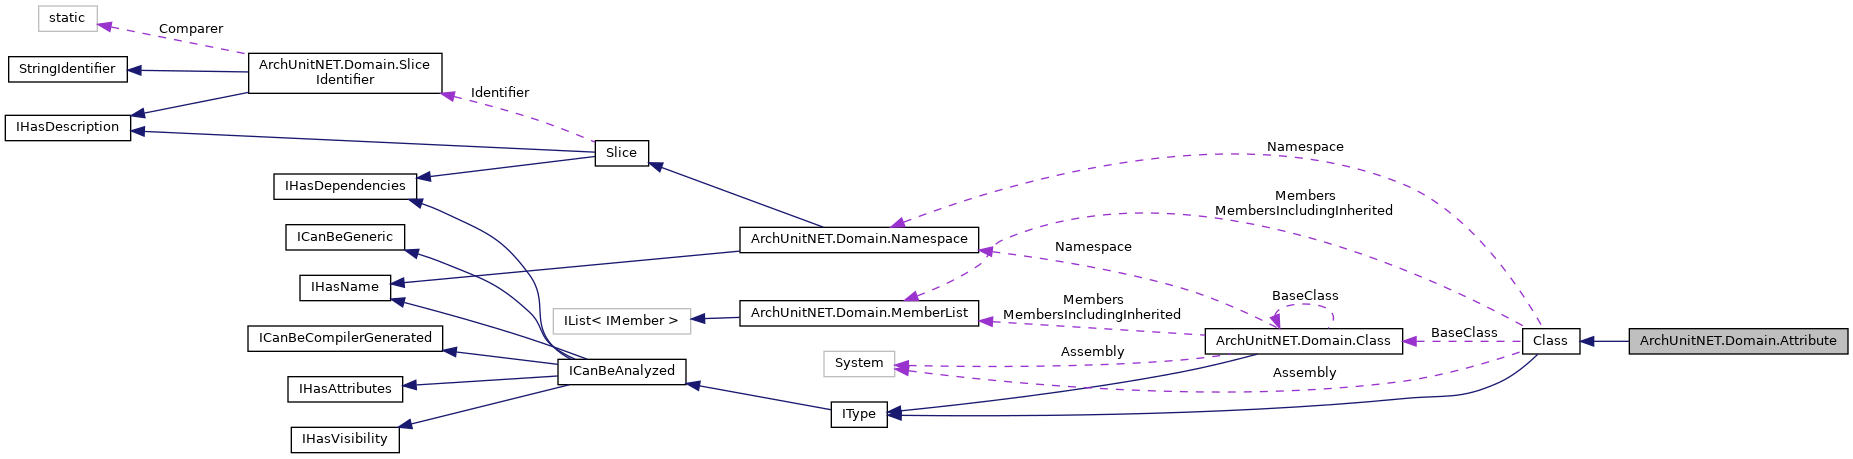 static
Comparer
StringIdentifier
ArchUnitNET.Domain.Slice
Identifier
Identifier
IHasDescription
Slice
Namespace
IHasDependencies
Members
MembersIncludingInherited
ICanBeGeneric
ArchUnitNET.Domain.Namespace
Namespace
IHasName
BaseClass
Members
MembersIncludingInherited
IList< IMember >
ArchUnitNET.Domain.MemberList
ICanBeCompilerGenerated
ArchUnitNET.Domain.Class
BaseClass
Class
ArchUnitNET.Domain.Attribute
Assembly
System
ICanBeAnalyzed
Assembly
IHasAttributes
IType
IHasVisibility